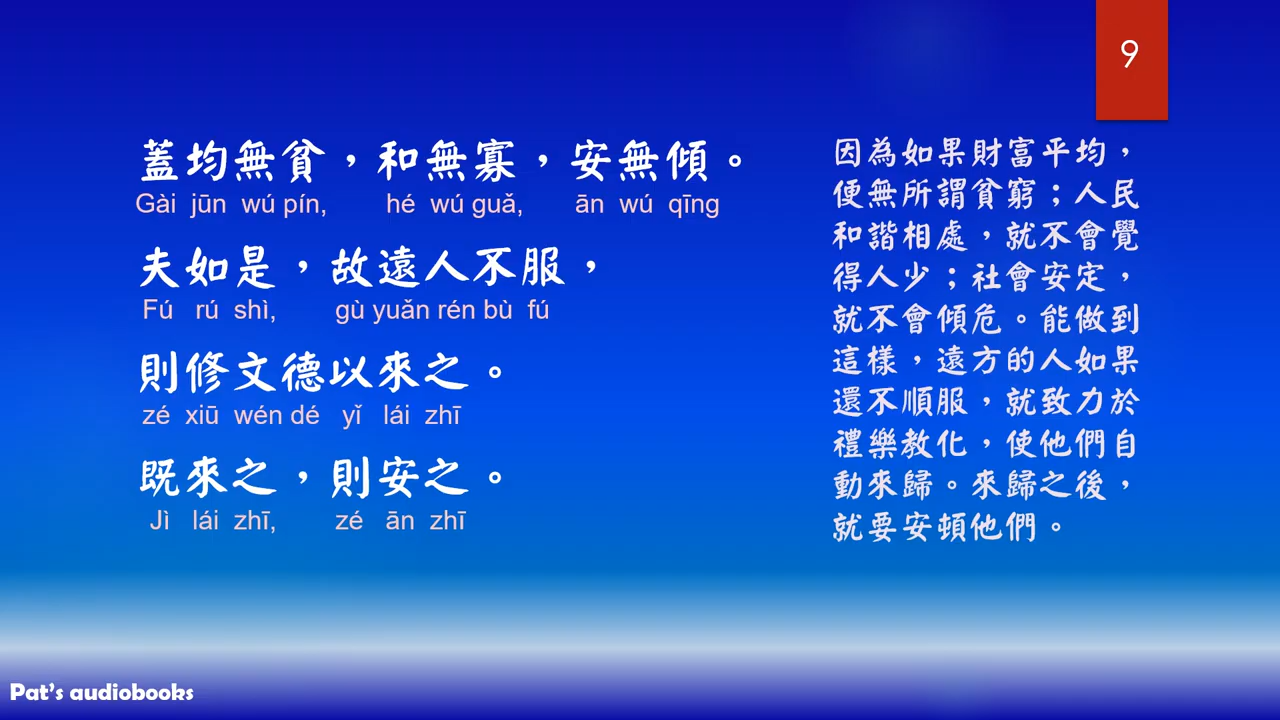 9
蓋均無貧，和無寡，安無傾。
Gài jūn wú pín, hé wú guǎ, ān wú qīng
夫如是，故遠人不服，
Fú rú shì, gù yuǎn rén bù fú
則修文德以來之。
zé xiū wén dé yǐ lái zhī
既來之，則安之。
Jì lái zhī, zé ān zhī
因為如果財富平均，
便無所謂貧窮；人民
和諧相處，就不會覺
得人少；社會安定，
就不會傾危。能做到
這樣，遠方的人如果
還不順服，就致力於
禮樂教化，使他們自
動來歸。來歸之後，
就要安頓他們。
Pat's audiobooks